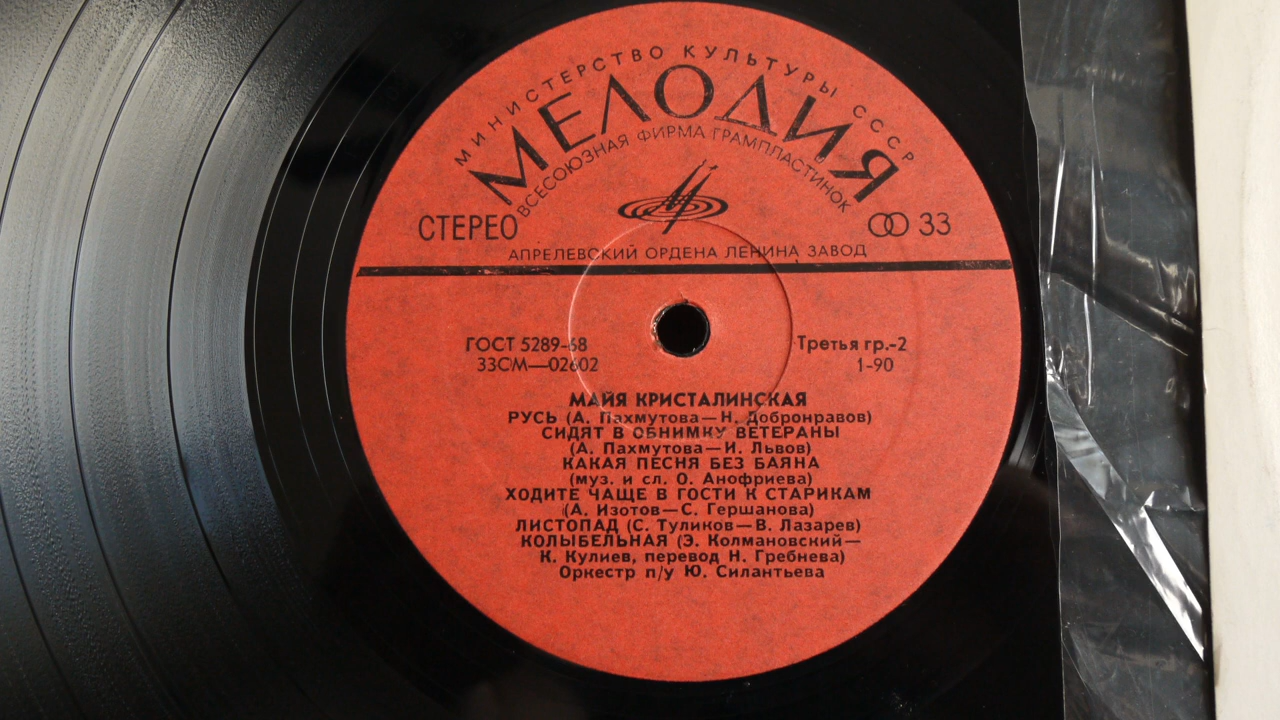 МИНИСТЕРСТВО КУЛЬТУРЫ СССР
МЕЛОДИЯ
ВСЕСОЮЗНАЯ ФИРМА ГРАМПЛАСТИНОК
СТЕРЕО
33
АПРЕЛЕВСКИЙ ОРДЕНА ЛЕНИНА ЗАВОД
ГОСТ 5289-68
Третья гр.-2
33СМ—02602
1-90
МАЙЯ КРИСТАЛИНСКАЯ
РУСЬ (А. Пахмутова—Н. Добронравов)
СИДЯТ В ОБНИМКУ ВЕТЕРАНЫ
(А. Пахмутова—И. Львов)
КАКАЯ ПЕСНЯ БЕЗ БАЯНА
(муз. и сл. О. Анофриева)
ХОДИТЕ ЧАЩЕ В ГОСТИ К СТАРИКАМ
(А. Изотов—С. Гершанова)
ЛИСТОПАД (С. Туликов—В. Лазарев)
КОЛЫБЕЛЬНАЯ (Э. Колмановский—
К. Кулиев, перевод Н. Гребнева)
Оркестр п/у Ю. Силантьева